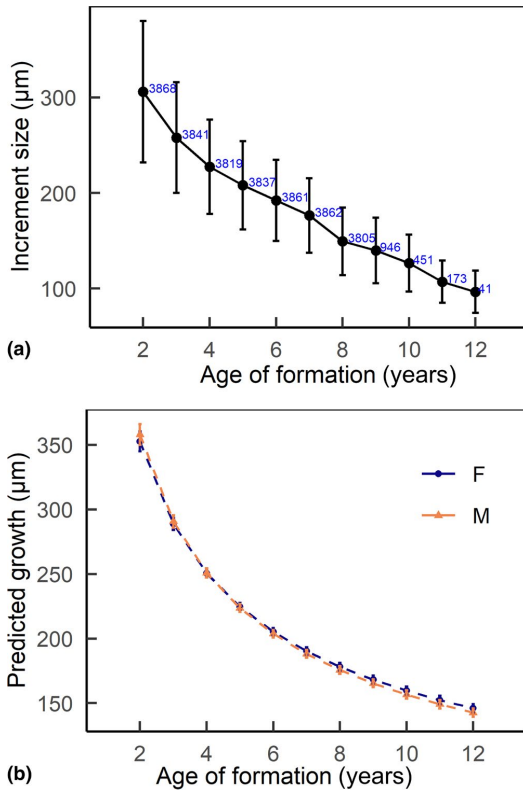 Increment size (µm)
300
200
100
3868
3841
3819
3837
3861
3862
3805
946
451
173
41
2 4 6 8 10 12
(a)
Age of formation (years)
Predicted growth (µm)
350
300
250
200
150
F
M
2 4 6 8 10 12
(b)
Age of formation (years)